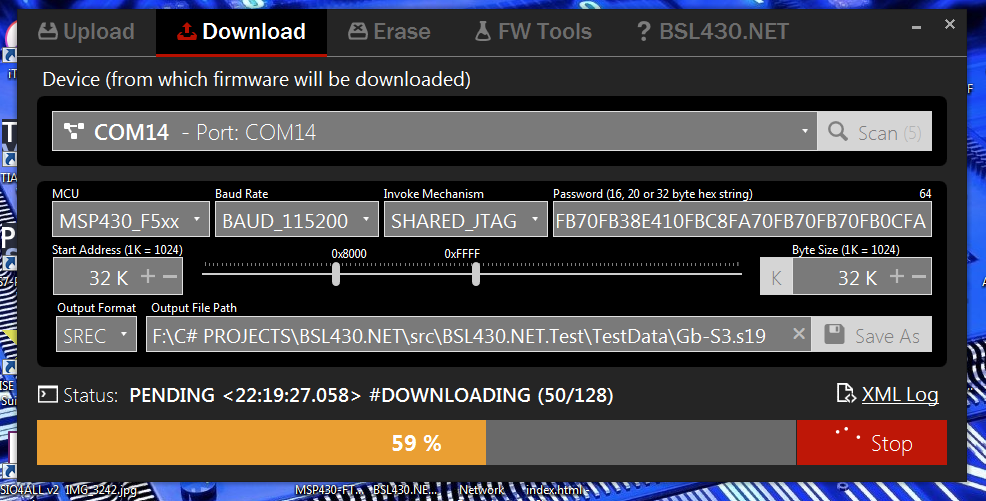 Upload Download Erase FW Tools ? BSL430.NET
Device (from which firmware will be downloaded)
COM14 - Port: COM14 Scan (5)
MCU Baud Rate Invoke Mechanism Password (16, 20 or 32 byte hex string) 64
MSP430_F5xx BAUD_115200 SHARED_JTAG FB70FB38E410FBC8FA70FB70FB70FB0CFA
Start Address (1K = 1024) 0x8000 0xFFFF Byte Size (1K = 1024)
32 K + − K 32 K + −
Output Format Output File Path
SREC F:\C# PROJECTS\BSL430.NET\src\BSL430.NET.Test\TestData\Gb-S3.s19 Save As
Status: PENDING <22:19:27.058> #DOWNLOADING (50/128) XML Log
59 % Stop
SIO4ALL_v2 IMG_3242.jpg MSP430-FT... BSL430.NE... Network index.html